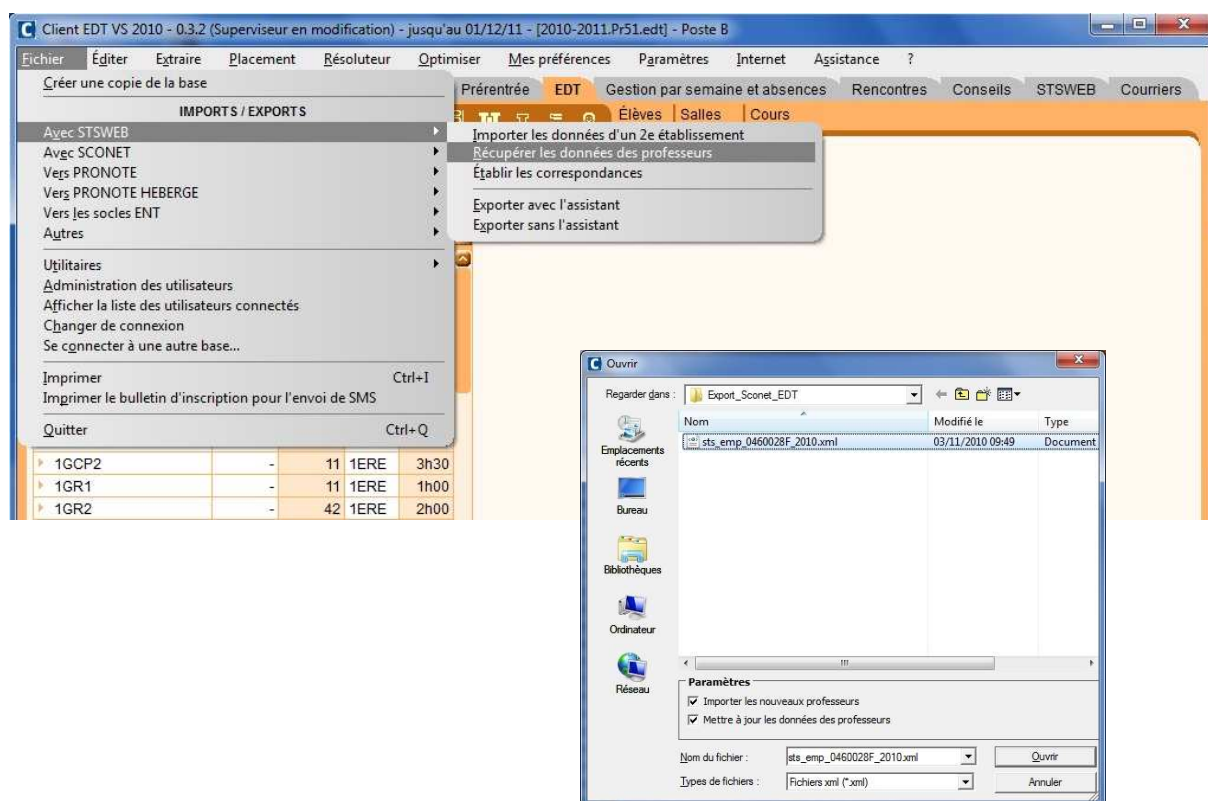 Client EDT VS 2010 - 0.3.2 (Superviseur en modification) - jusqu'au 01/12/11 - [2010-2011.Pr51.edt] - Poste B
Fichier Éditer Extraire Placement Résoluteur Optimiser Mes préférences Paramètres Internet Assistance ?
Créer une copie de la base
Prérentrée EDT Gestion par semaine et absences Rencontres Conseils STSWEB Courriers
IMPORTS / EXPORTS
Élèves Salles Cours
Avec STSWEB
Importer les données d'un 2e établissement
Avec SCONET
Récupérer les données des professeurs
Vers PRONOTE
Établir les correspondances
Vers PRONOTE HEBERGE
Vers les socles ENT
Exporter avec l'assistant
Autres
Exporter sans l'assistant
Utilitaires
Administration des utilisateurs
Afficher la liste des utilisateurs connectés
Changer de connexion
Se connecter à une autre base...
Imprimer Ctrl+I
Imprimer le bulletin d'inscription pour l'envoi de SMS
Quitter Ctrl+Q
1GCP2 - 11 1ERE 3h30
1GR1 - 11 1ERE 1h00
1GR2 - 42 1ERE 2h00
Ouvrir
Regarder dans : Export_Sconet_EDT
Nom Modifié le Type
sts_emp_0460028F_2010.xml 03/11/2010 09:49 Document
Emplacements récents
Bureau
Bibliothèques
Ordinateur
Réseau
Paramètres
Importer les nouveaux professeurs
Mettre à jour les données des professeurs
Nom du fichier : sts_emp_0460028F_2010.xml Ouvrir
Types de fichiers : Fichiers xml (*.xml) Annuler